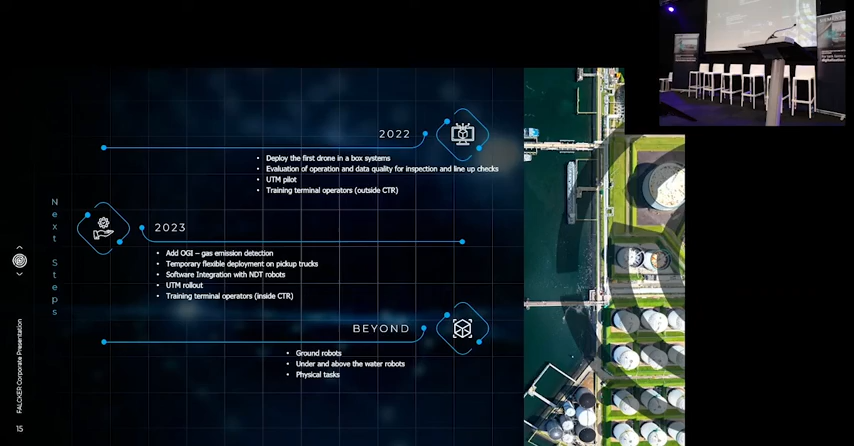 2022
• Deploy the first drone in a box systems
• Evaluation of operation and data quality for inspection and line up checks
• UTM pilot
• Training terminal operators (outside CTR)
Next Steps
2023
• Add OGI – gas emission detection
• Temporary flexible deployment on pickup trucks
• Software Integration with NDT robots
• UTM rollout
• Training terminal operators (inside CTR)
BEYOND
• Ground robots
• Under and above the water robots
• Physical tasks
FALCKER Corporate Presentation
15